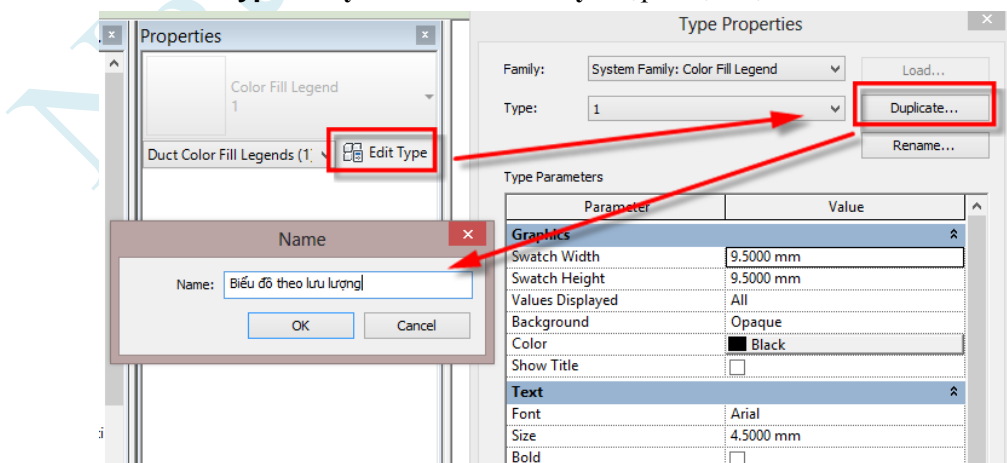 Properties
Color Fill Legend
1
Duct Color Fill Legends (1)
Edit Type
Name
Name: Biểu đồ theo lưu lượng
OK Cancel
Type Properties
Family: System Family: Color Fill Legend Load...
Type: 1 Duplicate...
Rename...
Type Parameters
Parameter Value
Graphics
Swatch Width 9.5000 mm
Swatch Height 9.5000 mm
Values Displayed All
Background Opaque
Color Black
Show Title
Text
Font Arial
Size 4.5000 mm
Bold